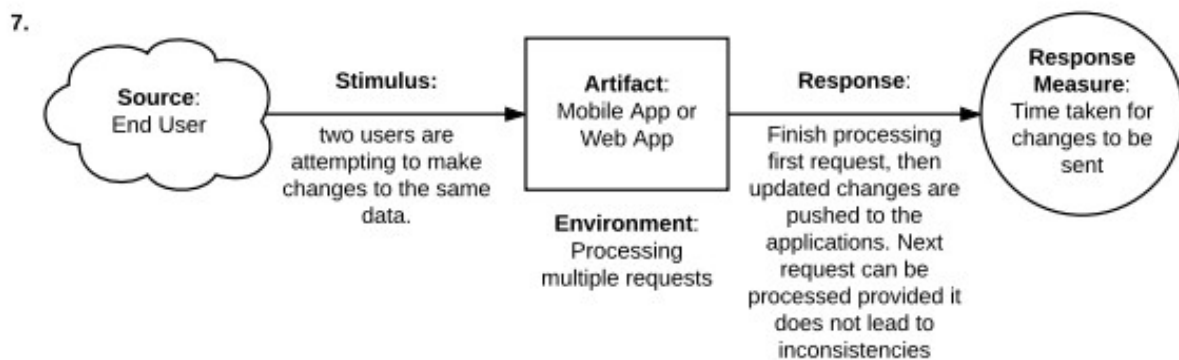 7.
Source:
End User
Stimulus:
two users are
attempting to make
changes to the same
data.
Artifact:
Mobile App or
Web App
Environment:
Processing
multiple requests
Response:
Finish processing
first request, then
updated changes are
pushed to the
applications. Next
request can be
processed provided it
does not lead to
inconsistencies
Response
Measure:
Time taken for
changes to be
sent